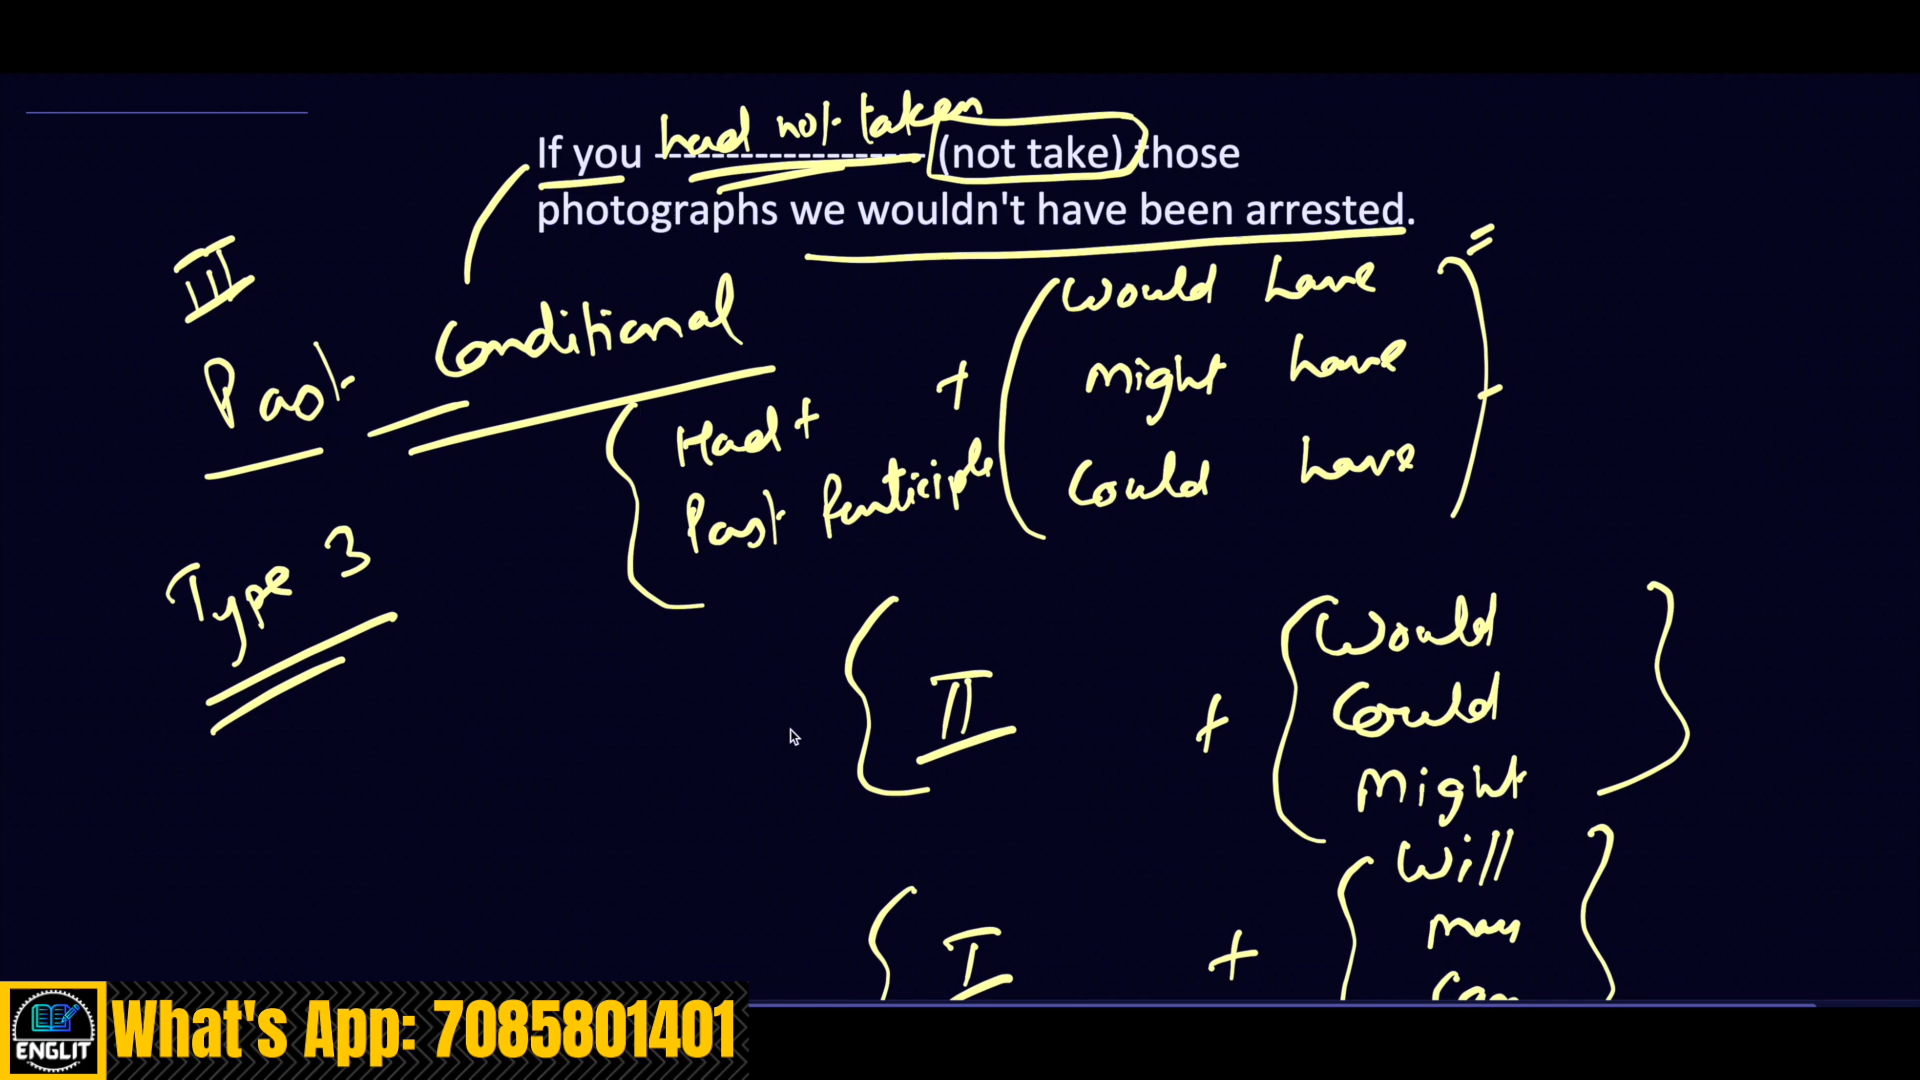 had not taken
If you -------------------- (not take) those
photographs we wouldn't have been arrested.
III
Past Conditional
Type 3
Had +
Past Participle
+
Would have
Might have
Could have
II + Would
Could
Might
I + Will
May
Can
ENGLIT
What's App: 7085801401